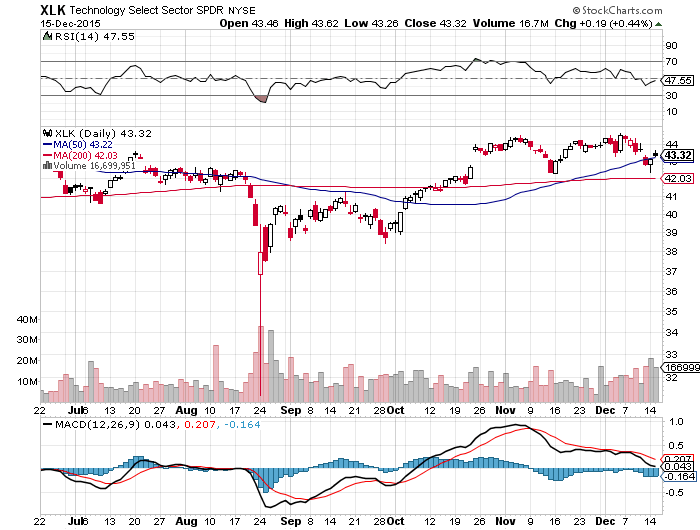 XLK Technology Select Sector SPDR NYSE © StockCharts.com
15-Dec-2015 Open 43.46 High 43.62 Low 43.26 Close 43.32 Volume 16.7M Chg +0.19 (+0.44%)
RSI(14) 47.55
90
70
47.55
30
10
XLK (Daily) 43.32
MA(50) 43.22
MA(200) 42.03
Volume 16,699,951
44
43.32
42.03
41
40
39
38
37
36
35
34
33
32
40M
30M
20M
10M
166999
22 Jul 6 13 20 27 Aug 10 17 24 Sep 8 14 21 28 Oct 12 19 26 Nov 9 16 23 Dec 7 14
MACD(12,26,9) 0.043, 0.207, -0.164
1.0
0.5
0.207
0.043
-0.164
-0.5
22 Jul 6 13 20 27 Aug 10 17 24 Sep 8 14 21 28 Oct 12 19 26 Nov 9 16 23 Dec 7 14